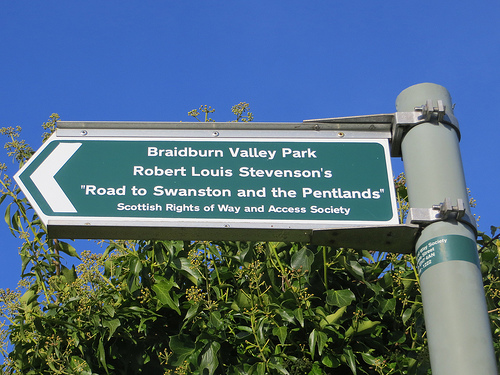 Braidburn Valley Park
Robert Louis Stevenson's
"Road to Swanston and the Pentlands"
Scottish Rights of Way and Access Society
Society